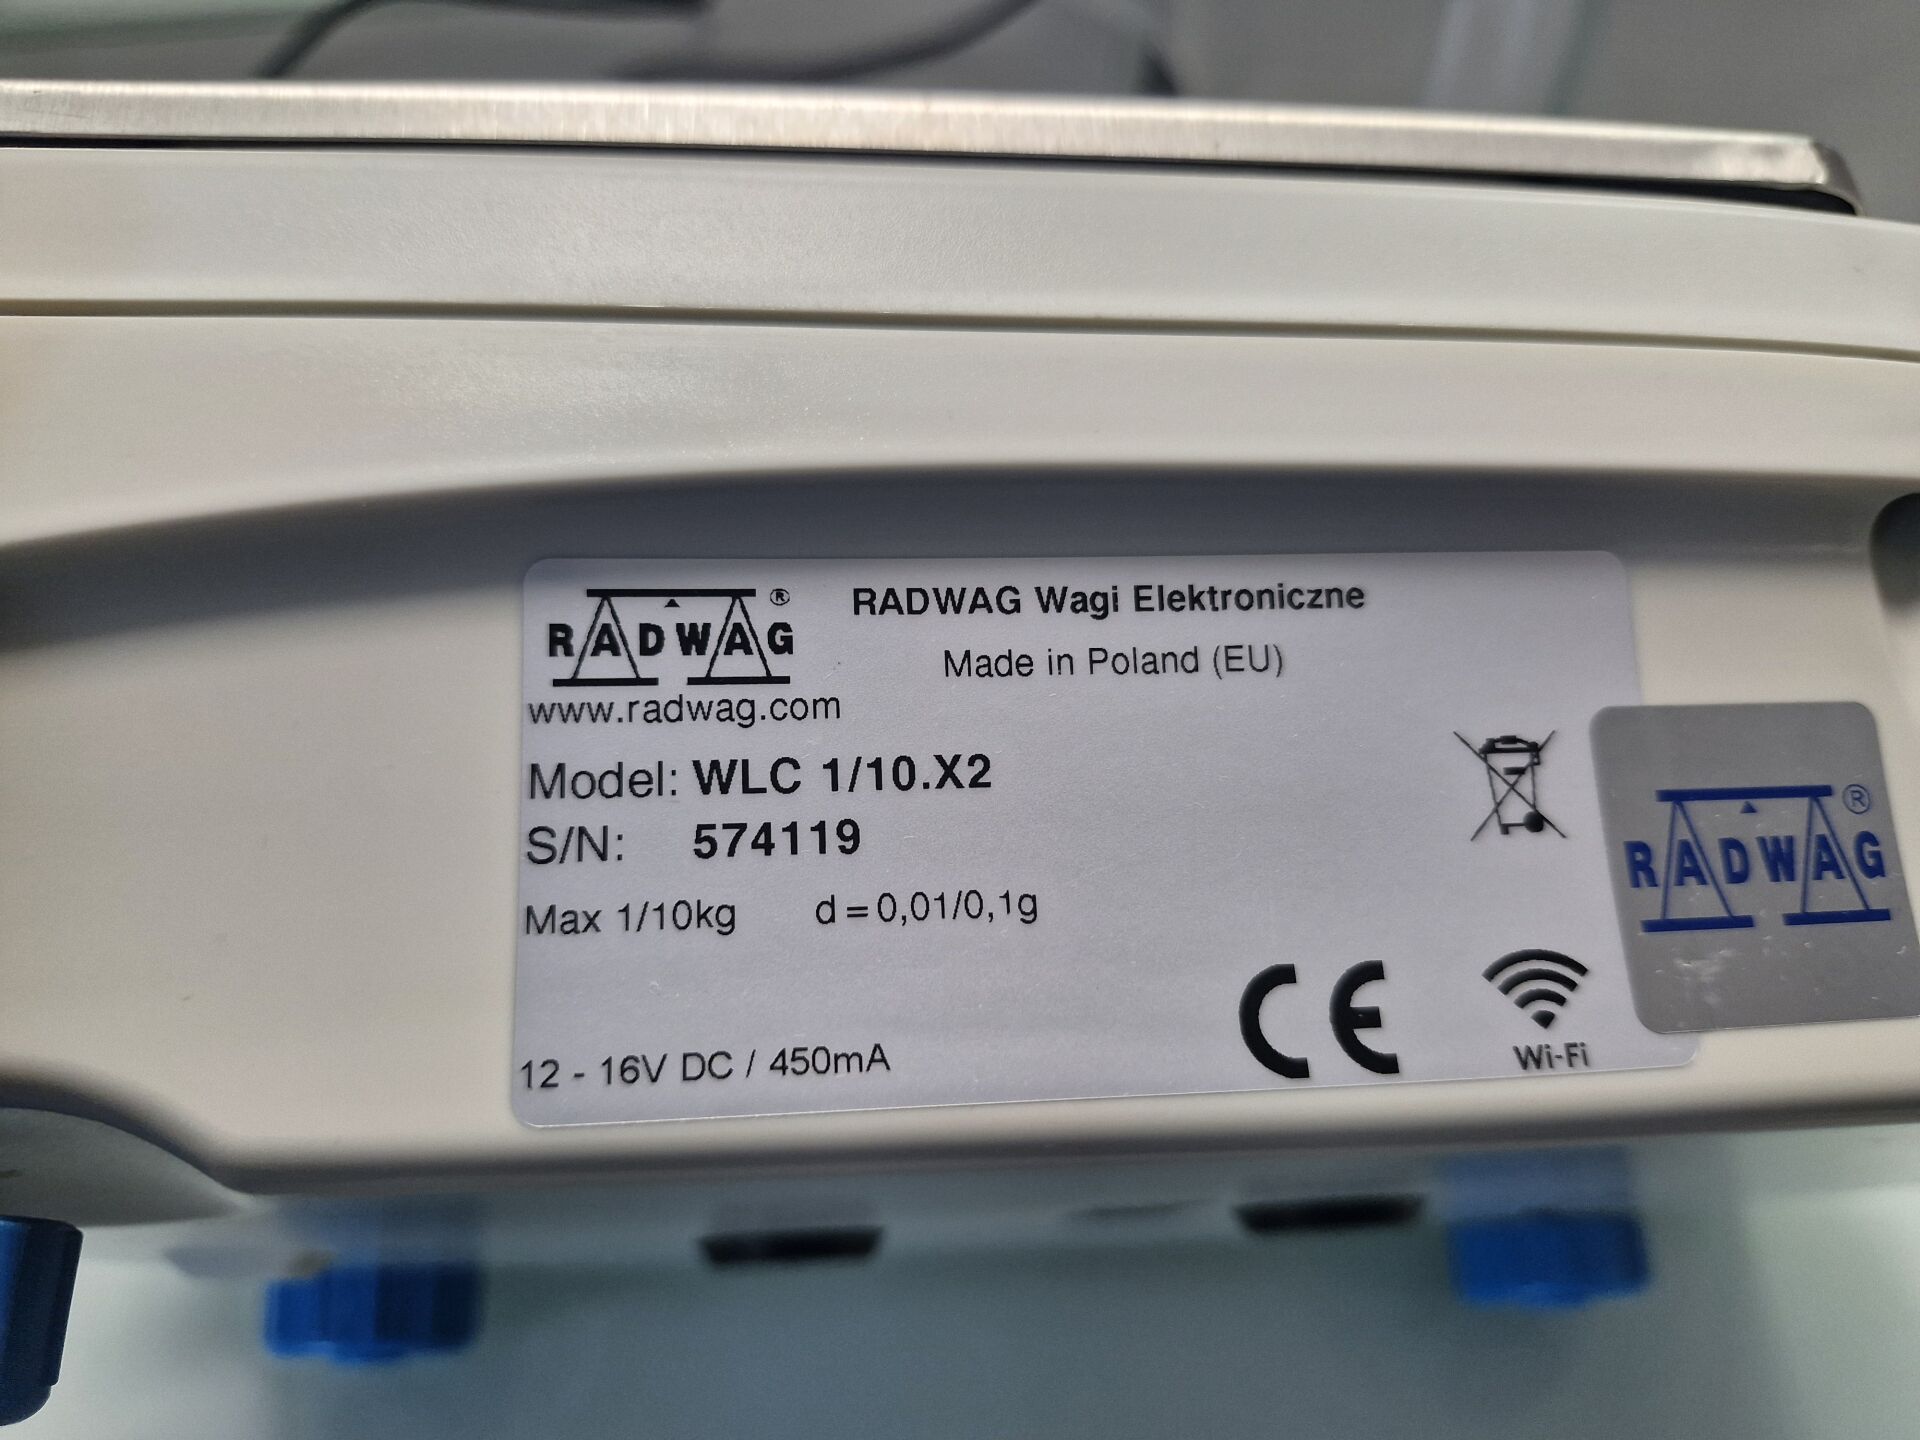 RADWAG®
RADWAG Wagi Elektroniczne
Made in Poland (EU)
www.radwag.com
Model: WLC 1/10.X2
S/N: 574119
Max 1/10kg d=0,01/0,1g
12 - 16V DC / 450mA
CE
Wi-Fi
RADWAG®